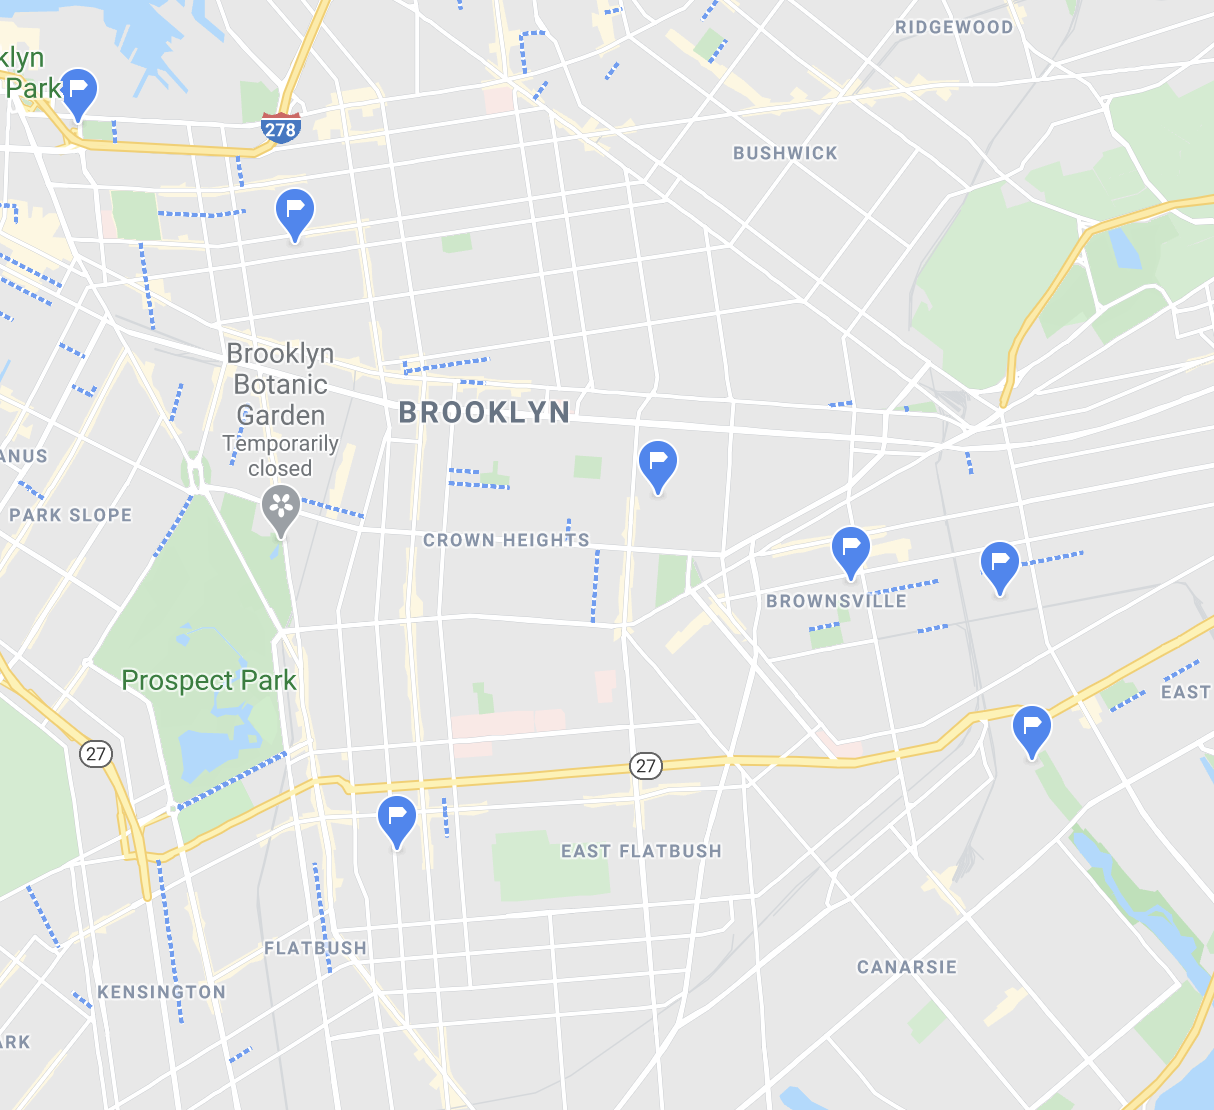 RIDGEWOOD
klyn
Park
278
BUSHWICK
Brooklyn
Botanic
Garden
Temporarily
closed
BROOKLYN
ANUS
PARK SLOPE
CROWN HEIGHTS
BROWNSVILLE
Prospect Park
EAST
27
27
EAST FLATBUSH
FLATBUSH
CANARSIE
KENSINGTON
ARK